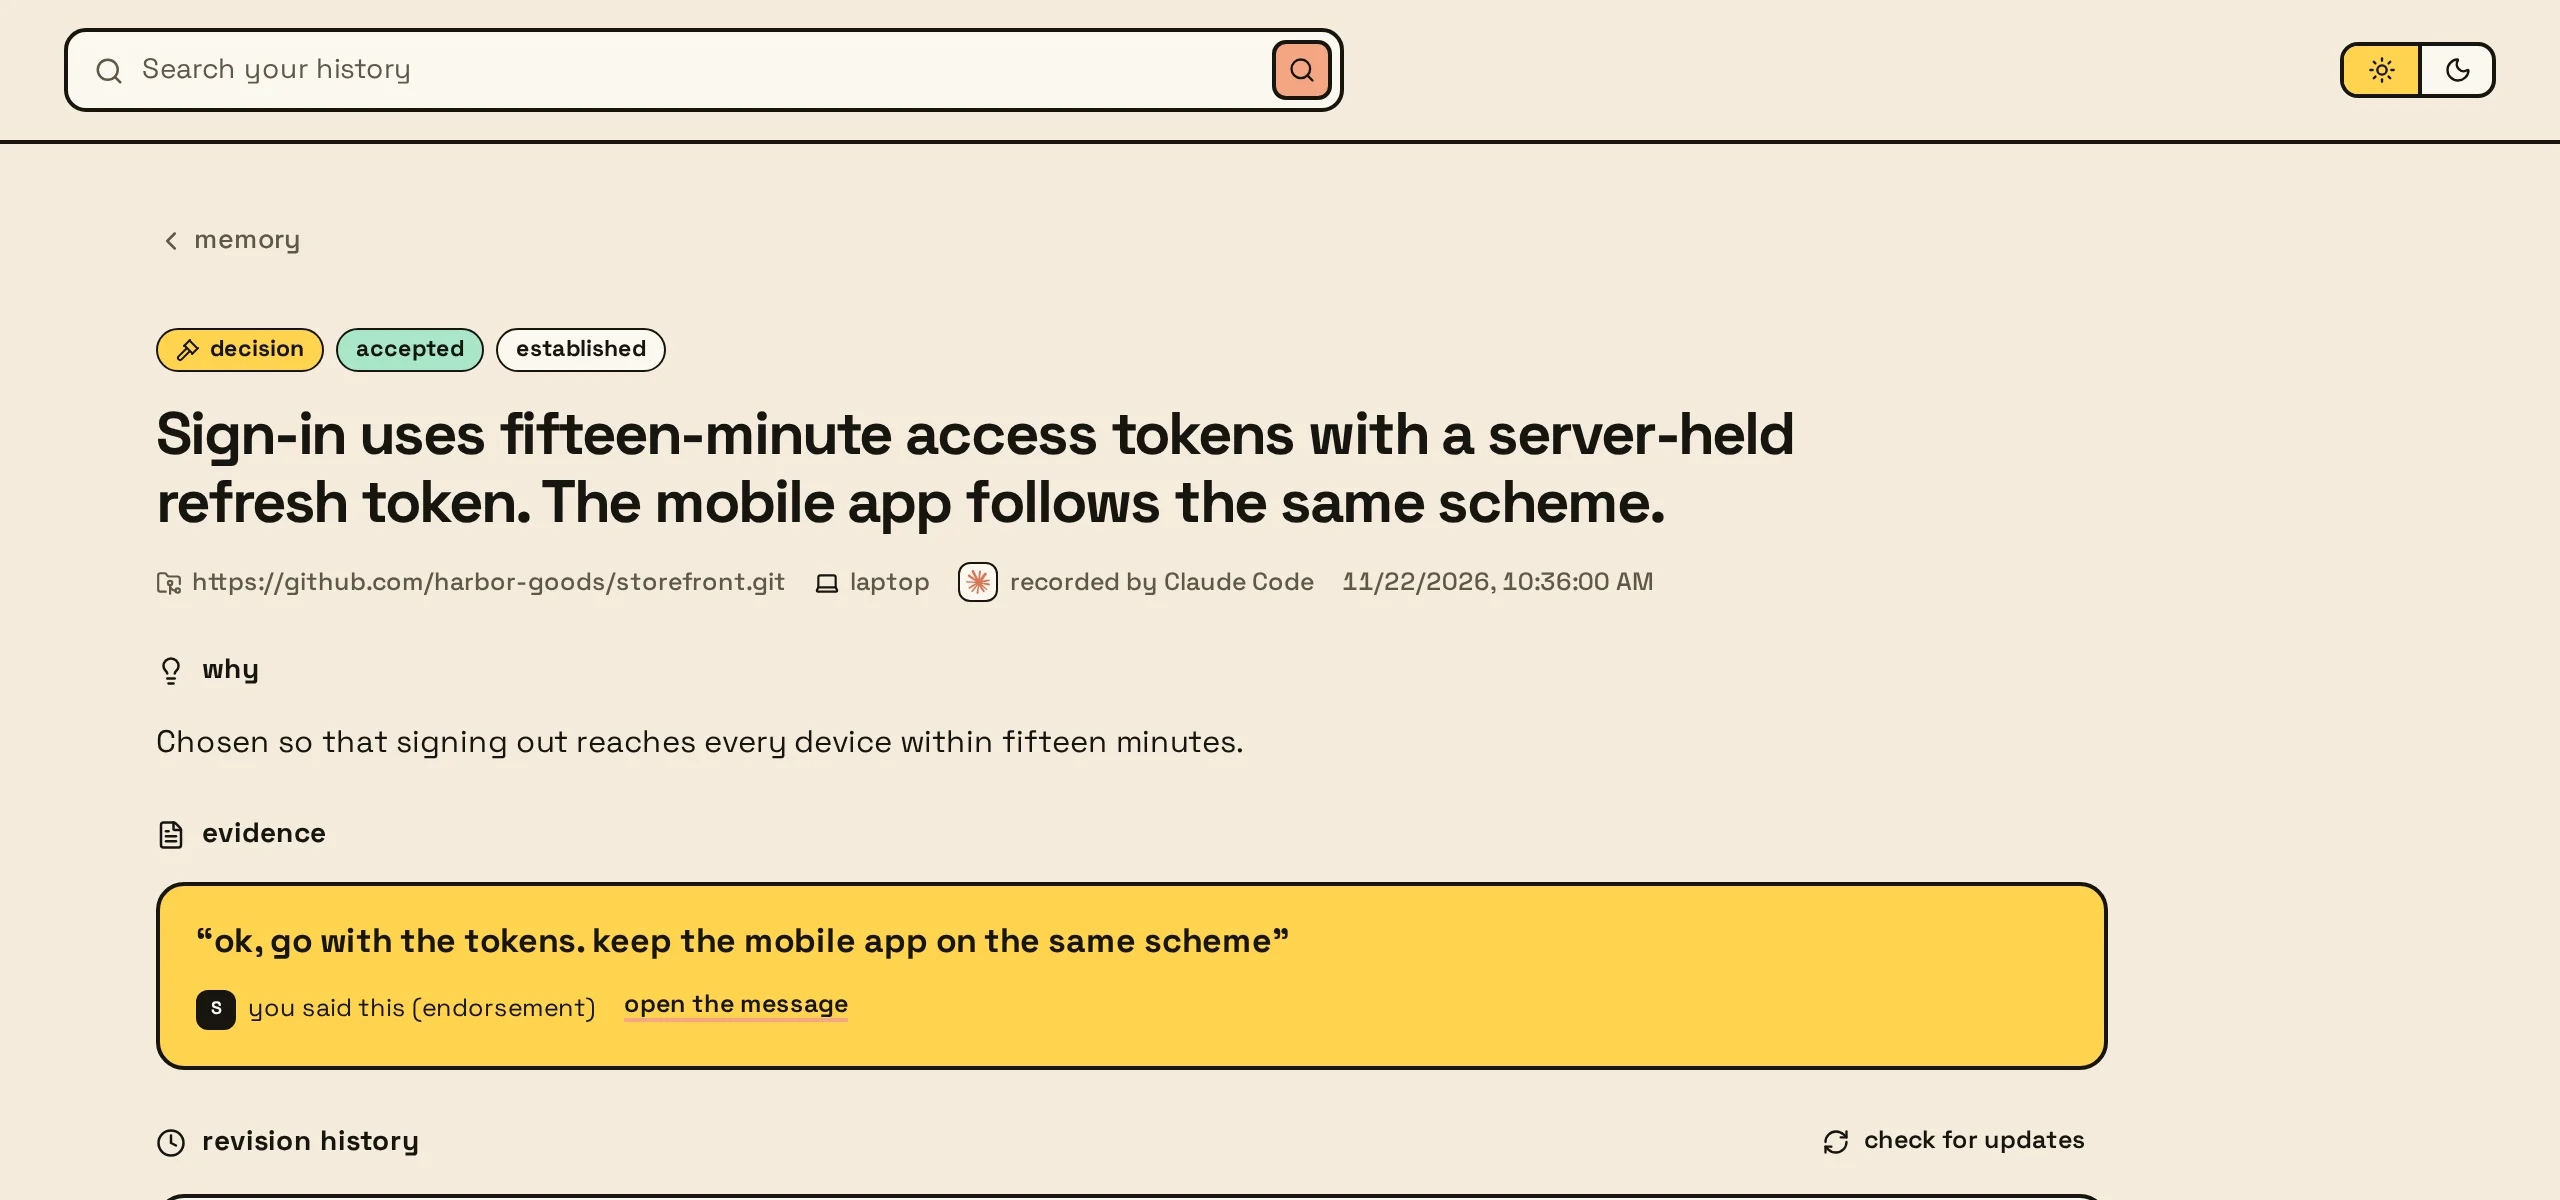 Search your history
memory
decision accepted established
Sign-in uses fifteen-minute access tokens with a server-held
refresh token. The mobile app follows the same scheme.
https://github.com/harbor-goods/storefront.git laptop recorded by Claude Code 11/22/2026, 10:36:00 AM
why
Chosen so that signing out reaches every device within fifteen minutes.
evidence
“ok, go with the tokens. keep the mobile app on the same scheme”
S you said this (endorsement) open the message
revision history check for updates